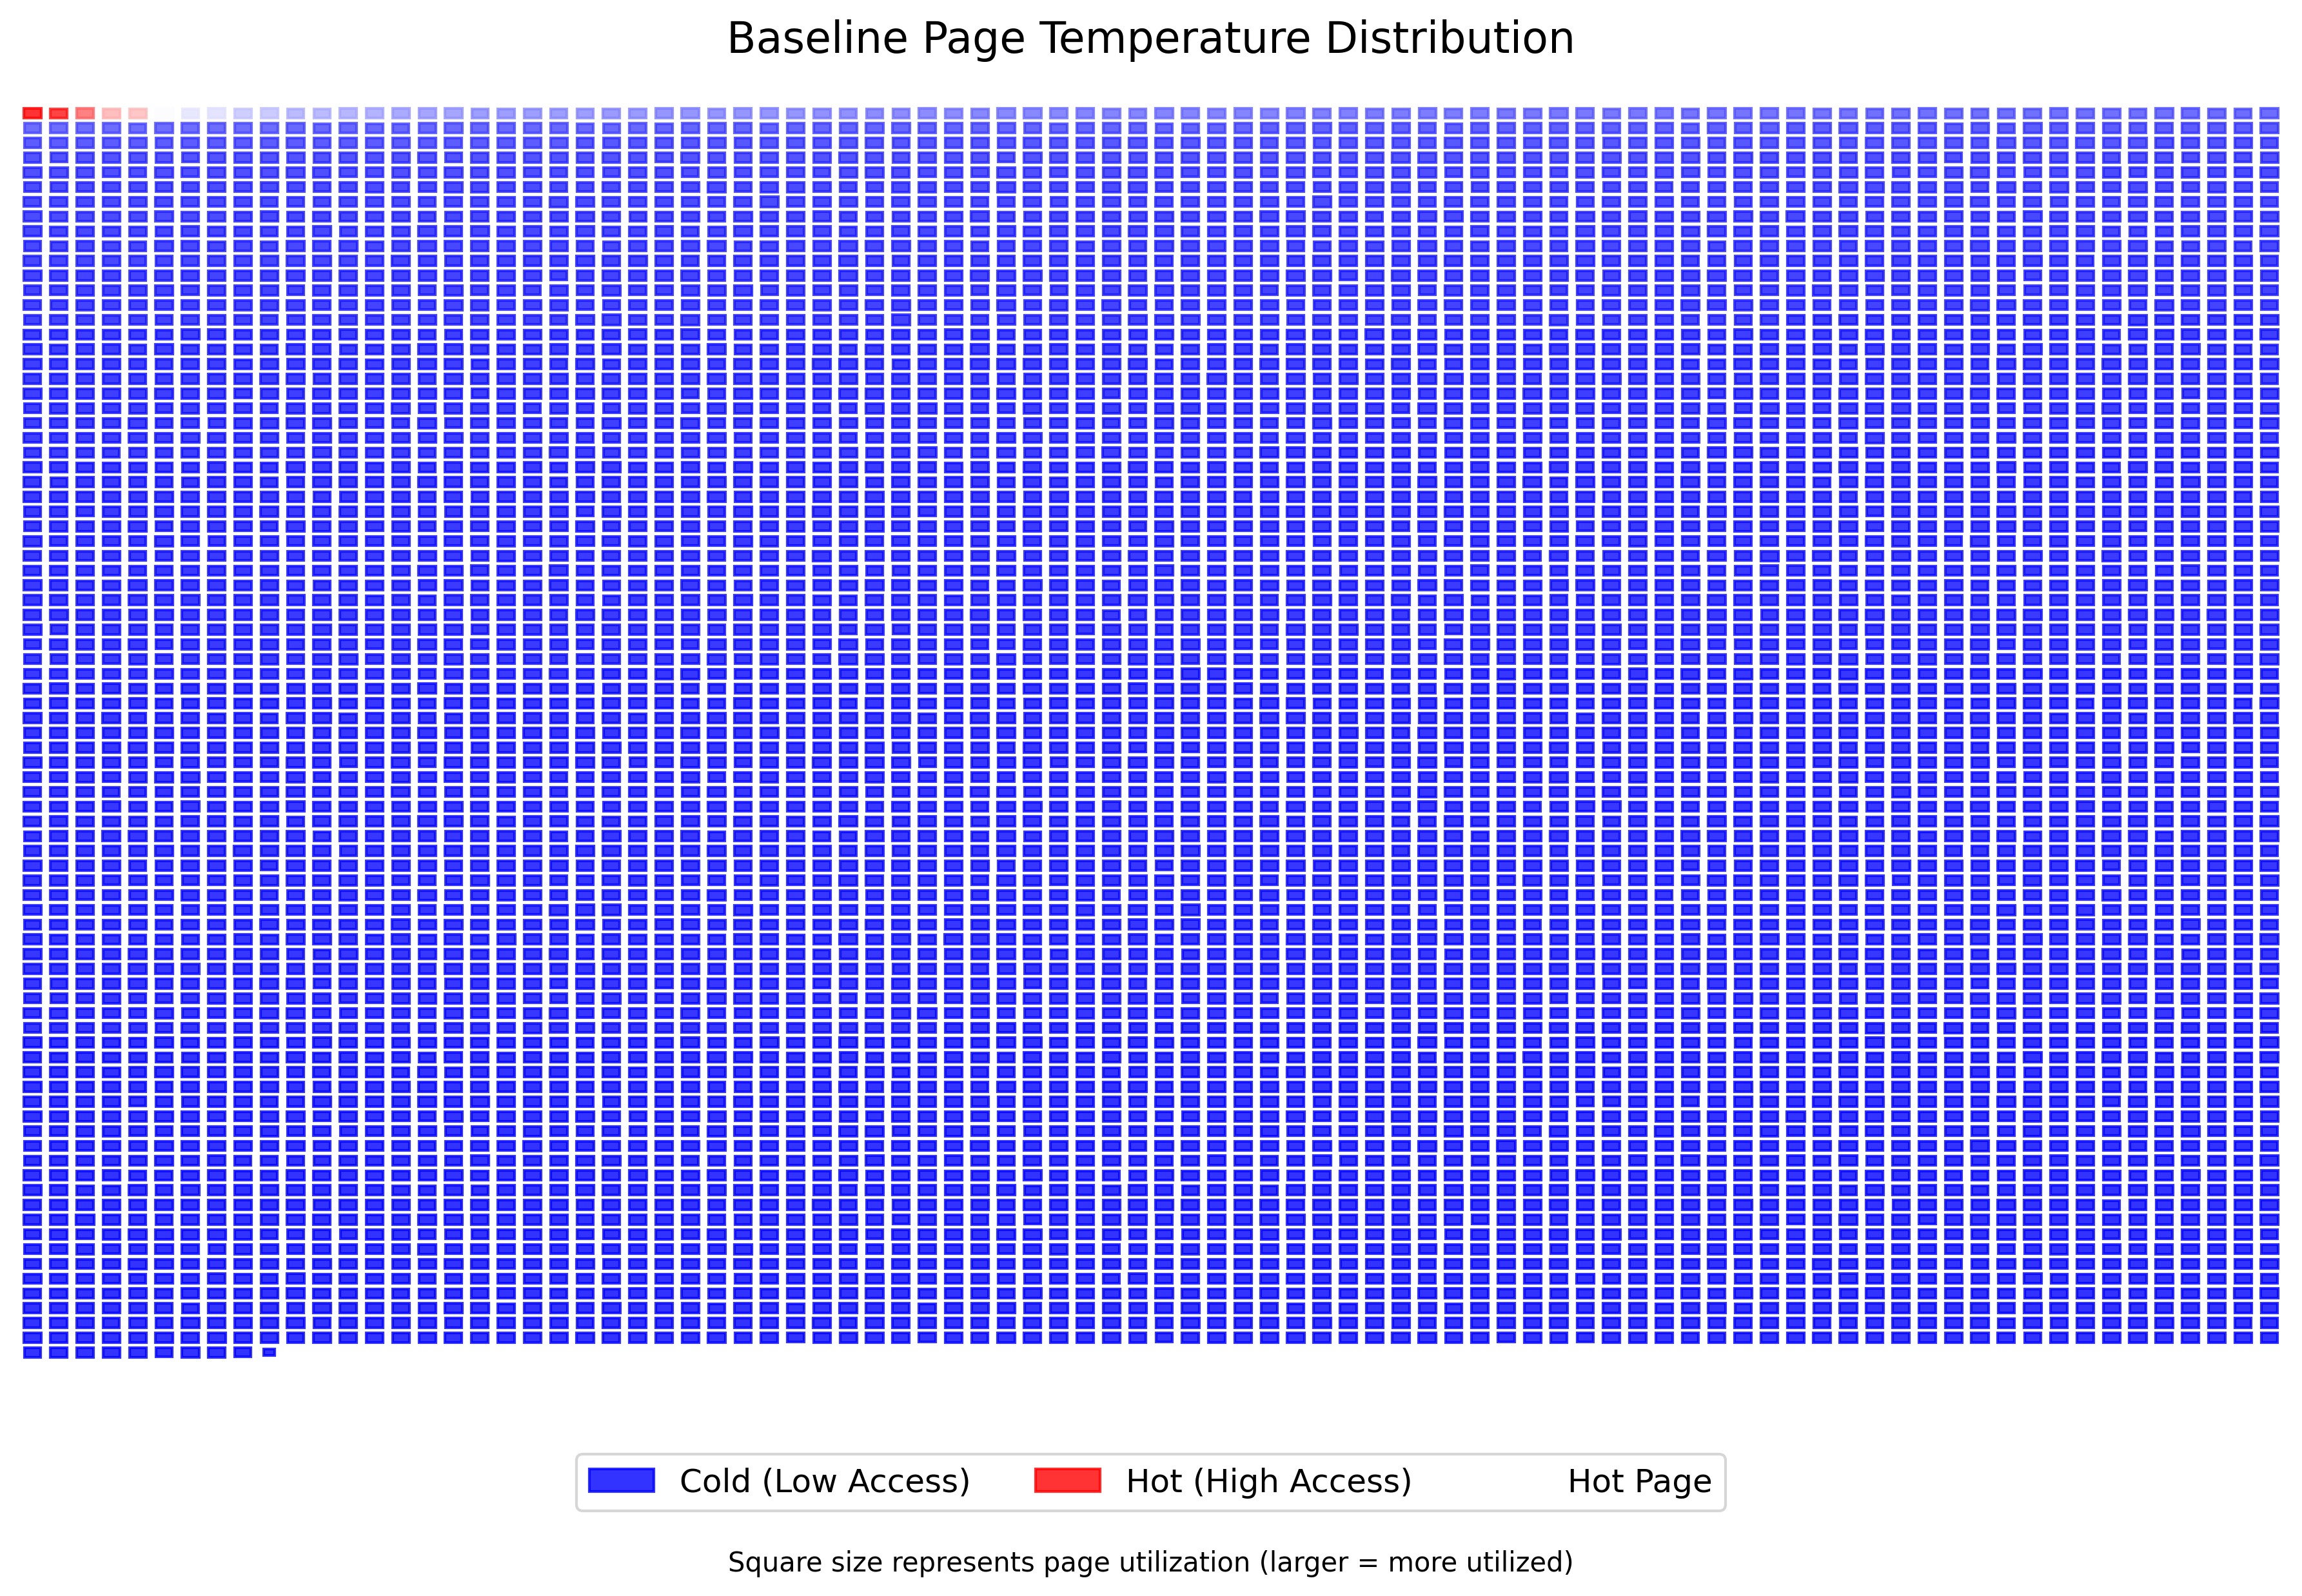 Baseline Page Temperature Distribution
Cold (Low Access) Hot (High Access) Hot Page
Square size represents page utilization (larger = more utilized)